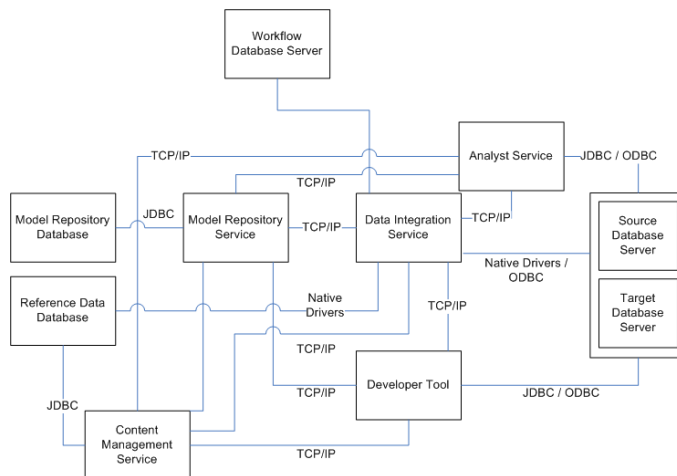 Workflow
Database Server
TCP/IP
Analyst Service
JDBC / ODBC
TCP/IP
Model Repository
Database
JDBC
Model Repository
Service
TCP/IP
Data Integration
Service
TCP/IP
Source
Database
Server
Native Drivers /
ODBC
Reference Data
Database
Native
Drivers
TCP/IP
Target
Database
Server
TCP/IP
JDBC
TCP/IP
Developer Tool
JDBC / ODBC
Content
Management
Service
TCP/IP